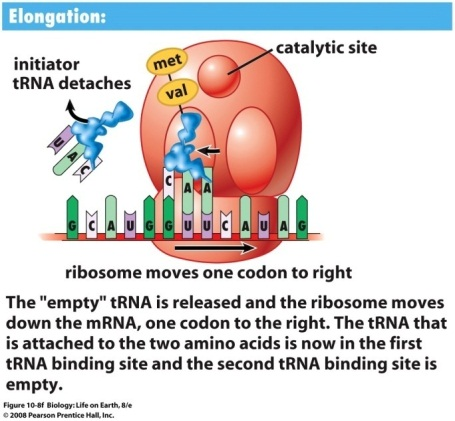 Elongation:
catalytic site
initiator
tRNA detaches
met
val
U A C
C A A
G C A U G G U U C A U A G
ribosome moves one codon to right
The "empty" tRNA is released and the ribosome moves
down the mRNA, one codon to the right. The tRNA that
is attached to the two amino acids is now in the first
tRNA binding site and the second tRNA binding site is
empty.
Figure 10-8f Biology: Life on Earth, 8/e
© 2008 Pearson Prentice Hall, Inc.